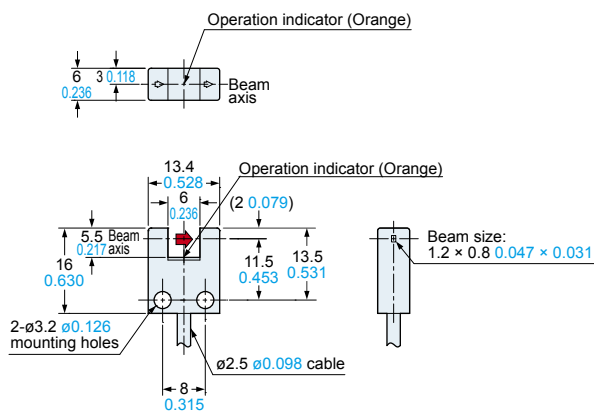 Operation indicator (Orange)
6
0.236
3 0.118
Beam
axis
Operation indicator (Orange)
13.4
0.528
6
0.236
(2 0.079)
5.5
0.217
Beam
axis
16
0.630
11.5
0.453
13.5
0.531
Beam size:
1.2 × 0.8 0.047 × 0.031
2-ø3.2 ø0.126
mounting holes
ø2.5 ø0.098 cable
8
0.315